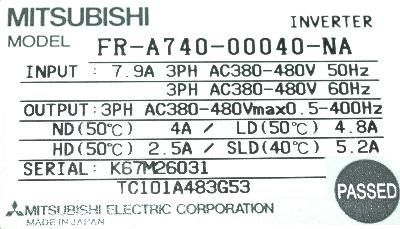 MITSUBISHI INVERTER
MODEL FR-A740-00040-NA
INPUT : 7.9A 3PH AC380-480V 50Hz
3PH AC380-480V 60Hz
OUTPUT:3PH AC380-480Vmax0.5-400Hz
ND(50℃) 4A / LD(50℃) 4.8A
HD(50℃) 2.5A / SLD(40℃) 5.2A
SERIAL: K67M26031
TC101A483G53
PASSED
MITSUBISHI ELECTRIC CORPORATION
MADE IN JAPAN